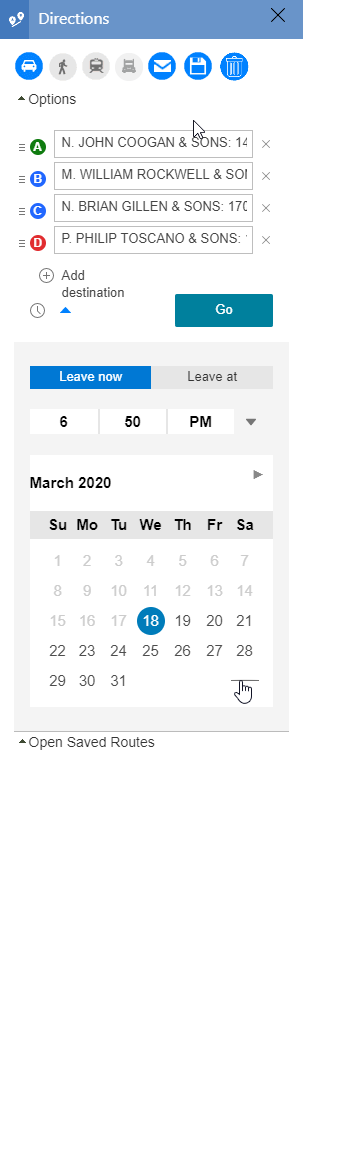 Directions
Options
A N. JOHN COOGAN & SONS: 14
B M. WILLIAM ROCKWELL & SON
C N. BRIAN GILLEN & SONS: 170
D P. PHILIP TOSCANO & SONS:
Add
destination
Go
Leave now Leave at
6 50 PM
March 2020
Su Mo Tu We Th Fr Sa
1 2 3 4 5 6 7
8 9 10 11 12 13 14
15 16 17 18 19 20 21
22 23 24 25 26 27 28
29 30 31
Open Saved Routes